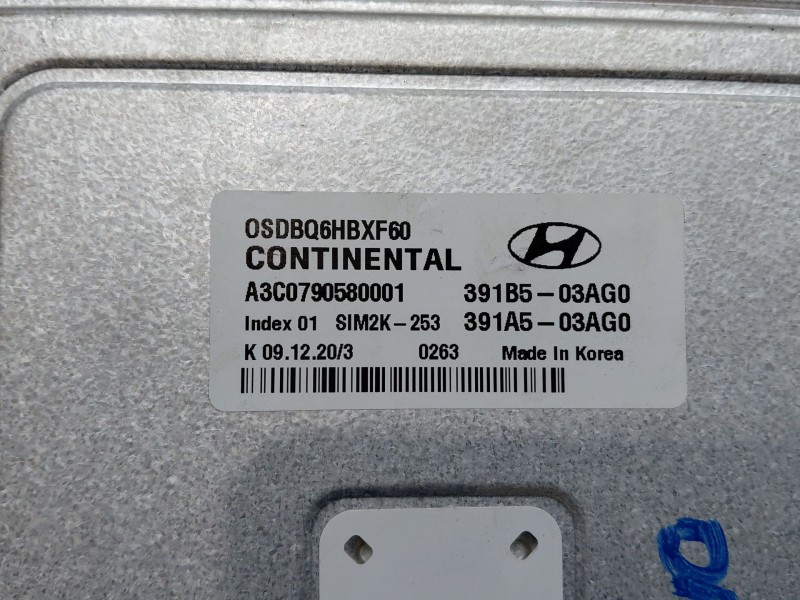 OSDBQ6HBXF60
CONTINENTAL
A3C0790580001 391B5-03AG0
Index 01 SIM2K-253 391A5-03AG0
K 09.12.20/3 0263 Made In Korea